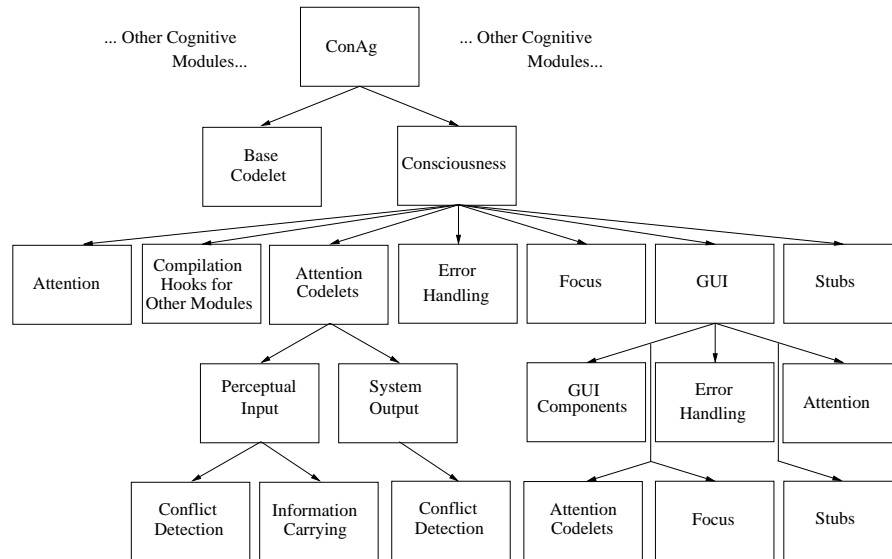 ... Other Cognitive
Modules...
ConAg
... Other Cognitive
Modules...
Base
Codelet
Consciousness
Attention
Compilation
Hooks for
Other Modules
Attention
Codelets
Error
Handling
Focus
GUI
Stubs
Perceptual
Input
System
Output
GUI
Components
Error
Handling
Attention
Conflict
Detection
Information
Carrying
Conflict
Detection
Attention
Codelets
Focus
Stubs